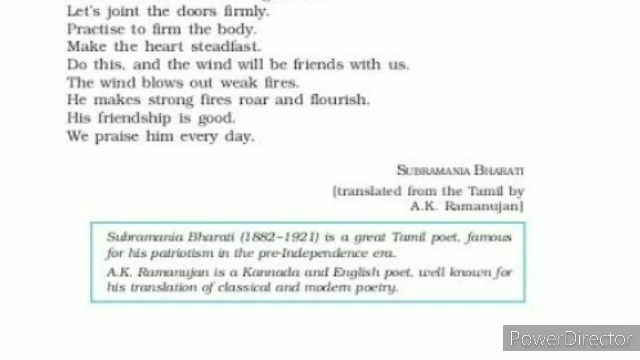 Let's joint the doors firmly.
Practise to firm the body.
Make the heart steadfast.
Do this, and the wind will be friends with us.
The wind blows out weak fires.
He makes strong fires roar and flourish.
His friendship is good.
We praise him every day.
SUBRAMANIA BHARATI
[translated from the Tamil by
A.K. Ramanujan]
Subramania Bharati (1882–1921) is a great Tamil poet, famous
for his patriotism in the pre-Independence era.
A.K. Ramanujan is a Kannada and English poet, well known for
his translation of classical and modern poetry.
PowerDirector